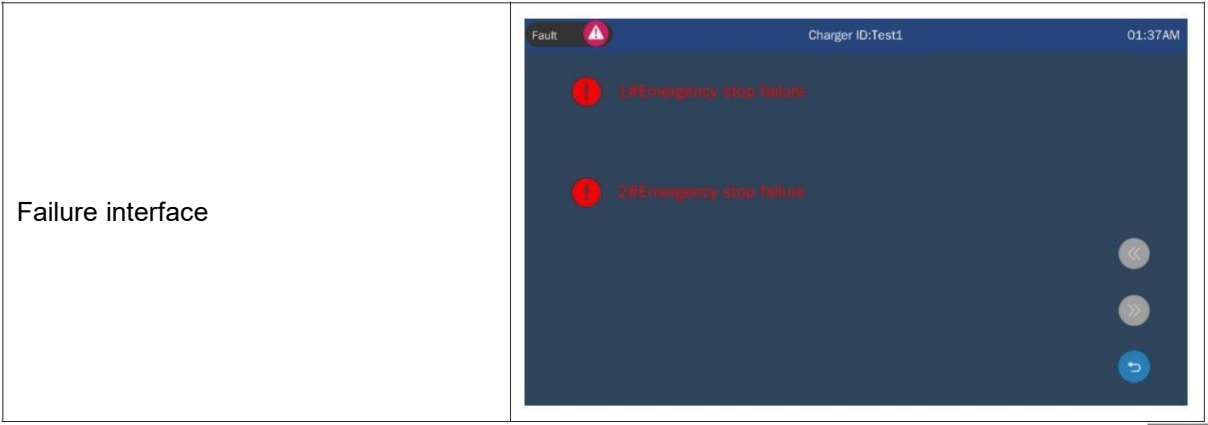 Failure interface
Fault
Charger ID:Test1
01:37AM
1#Emergency stop failure
2#Emergency stop failure